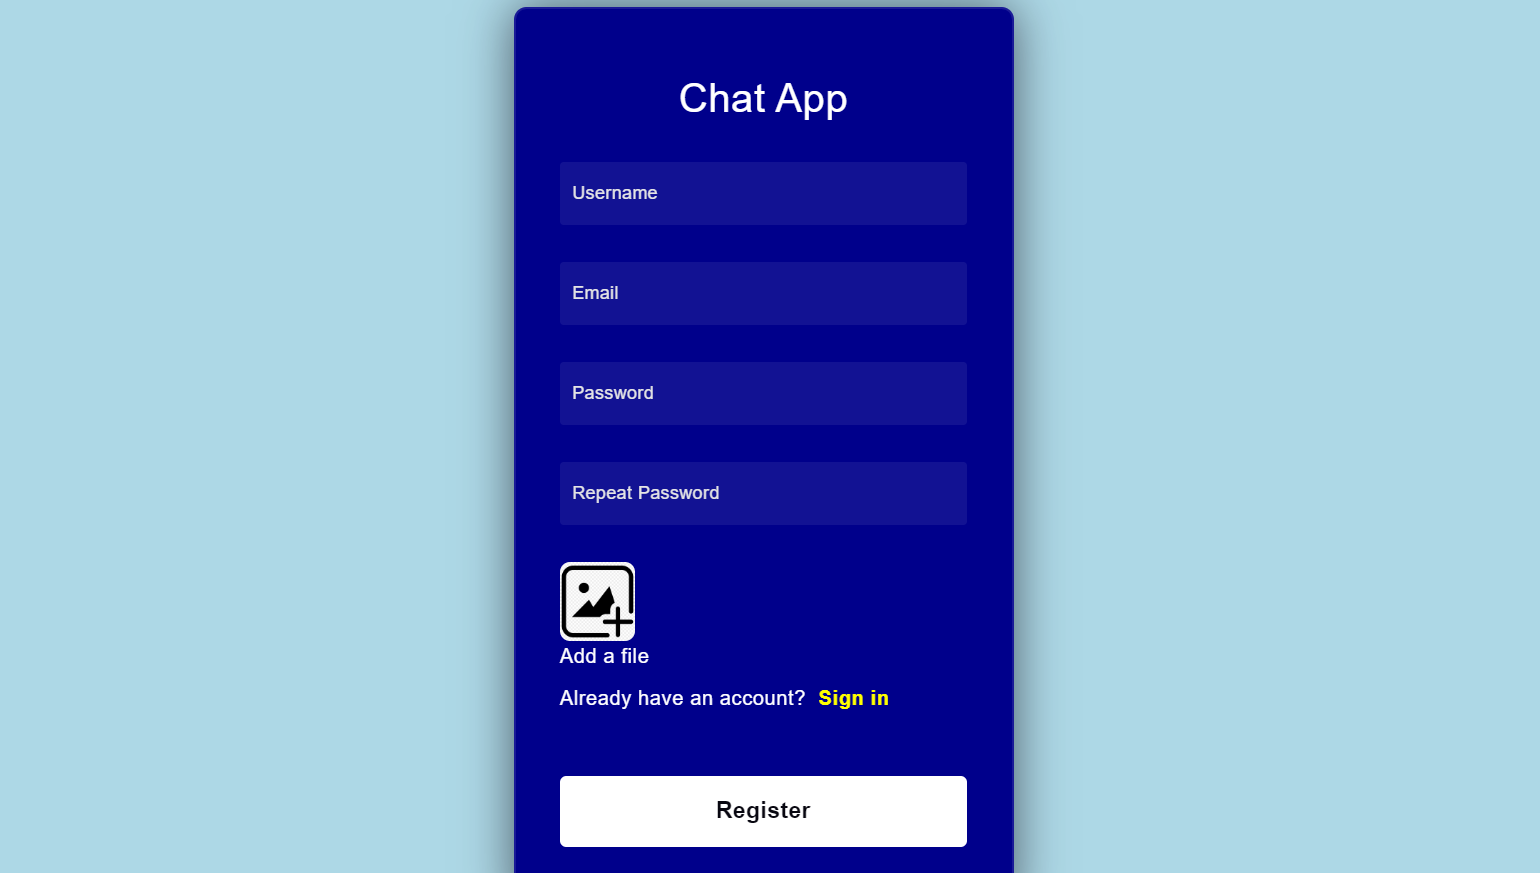 Chat App
Username
Email
Password
Repeat Password
Add a file
Already have an account? Sign in
Register